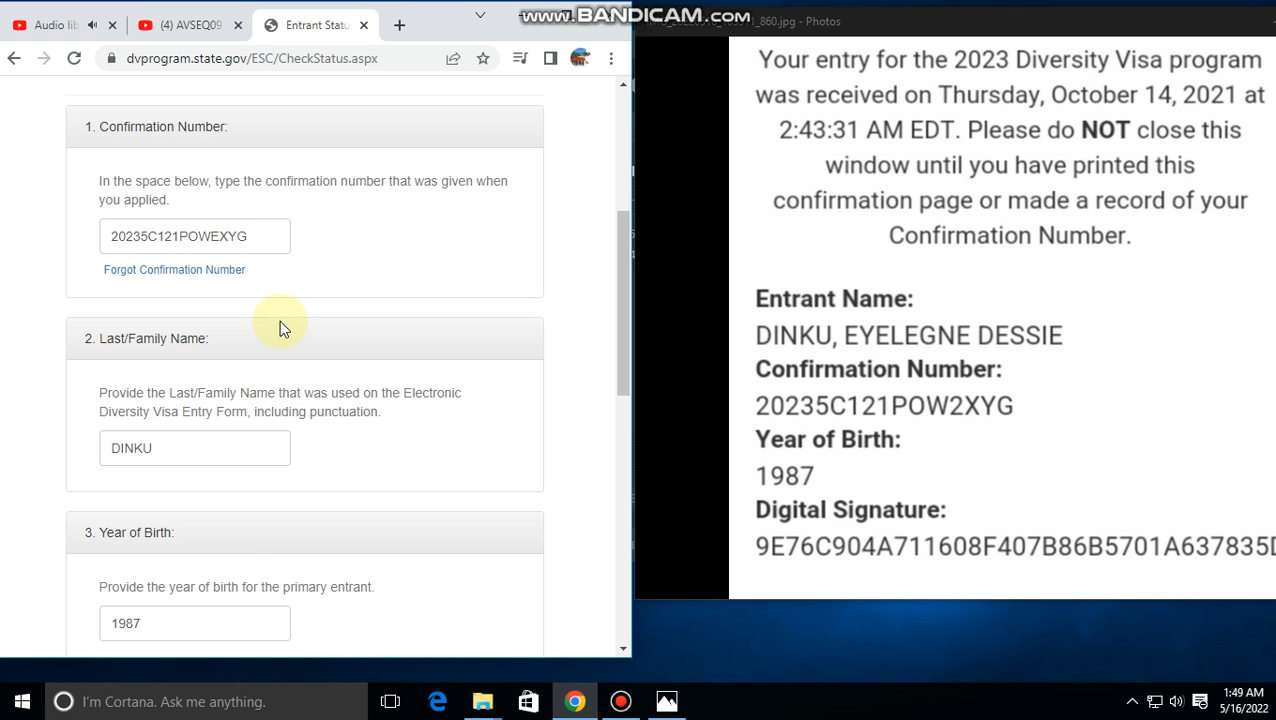 Audio lib
(4) AVSEQ09
Entrant Statu
www.BANDICAM.com
860.jpg - Photos
dvprogram.state.gov/ESC/CheckStatus.aspx
1. Confirmation Number:
In the space below, type the confirmation number that was given when
you applied.
20235C121POWEXYG
Forgot Confirmation Number
2. Last/Family Name:
Provide the Last/Family Name that was used on the Electronic
Diversity Visa Entry Form, including punctuation.
DINKU
3. Year of Birth:
Provide the year of birth for the primary entrant.
1987
Your entry for the 2023 Diversity Visa program
was received on Thursday, October 14, 2021 at
2:43:31 AM EDT. Please do NOT close this
window until you have printed this
confirmation page or made a record of your
Confirmation Number.
Entrant Name:
DINKU, EYELEGNE DESSIE
Confirmation Number:
20235C121POW2XYG
Year of Birth:
1987
Digital Signature:
9E76C904A711608F407B86B5701A637835D
I'm Cortana. Ask me anything.
1:49 AM
5/16/2022